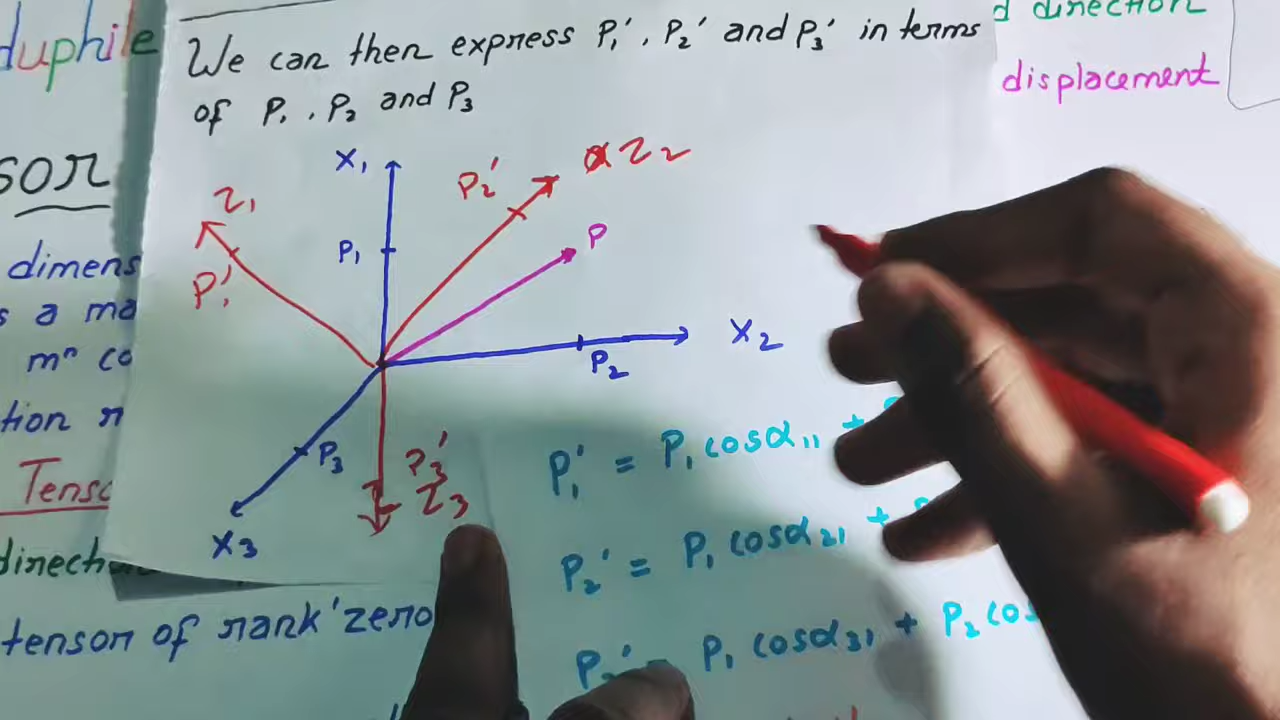 d direction
displacement
duphile
We can then express P₁', P₂' and P₃' in terms
of P₁, P₂ and P₃
SOR
X₁
P₂'
Z₂
Z₁
P
P₁
P₁'
X₂
P₂
P₃
P₃'
Z₃
X₃
dimens
s a ma
mⁿ co
tion r
Tens
direct
tensor of rank 'zero
P₁' = P₁ cosα₁₁ +
P₂' = P₁ cosα₂₁ +
= P₁ cosα₃₁ + P₂ cos